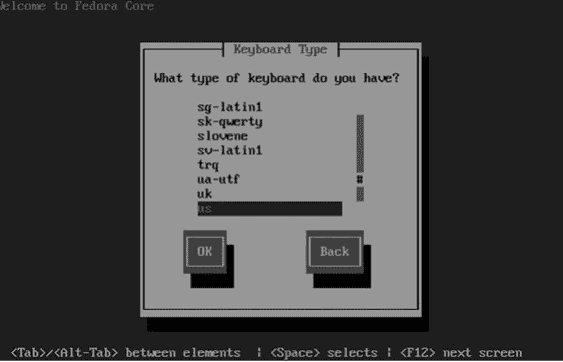 Welcome to Fedora Core
Keyboard Type
What type of keyboard do you have?
sg-latin1
sk-qwerty
slovene
sv-latin1
trq
ua-utf
#
uk
us
OK
Back
<Tab>/<Alt-Tab> between elements | <Space> selects | <F12> next screen